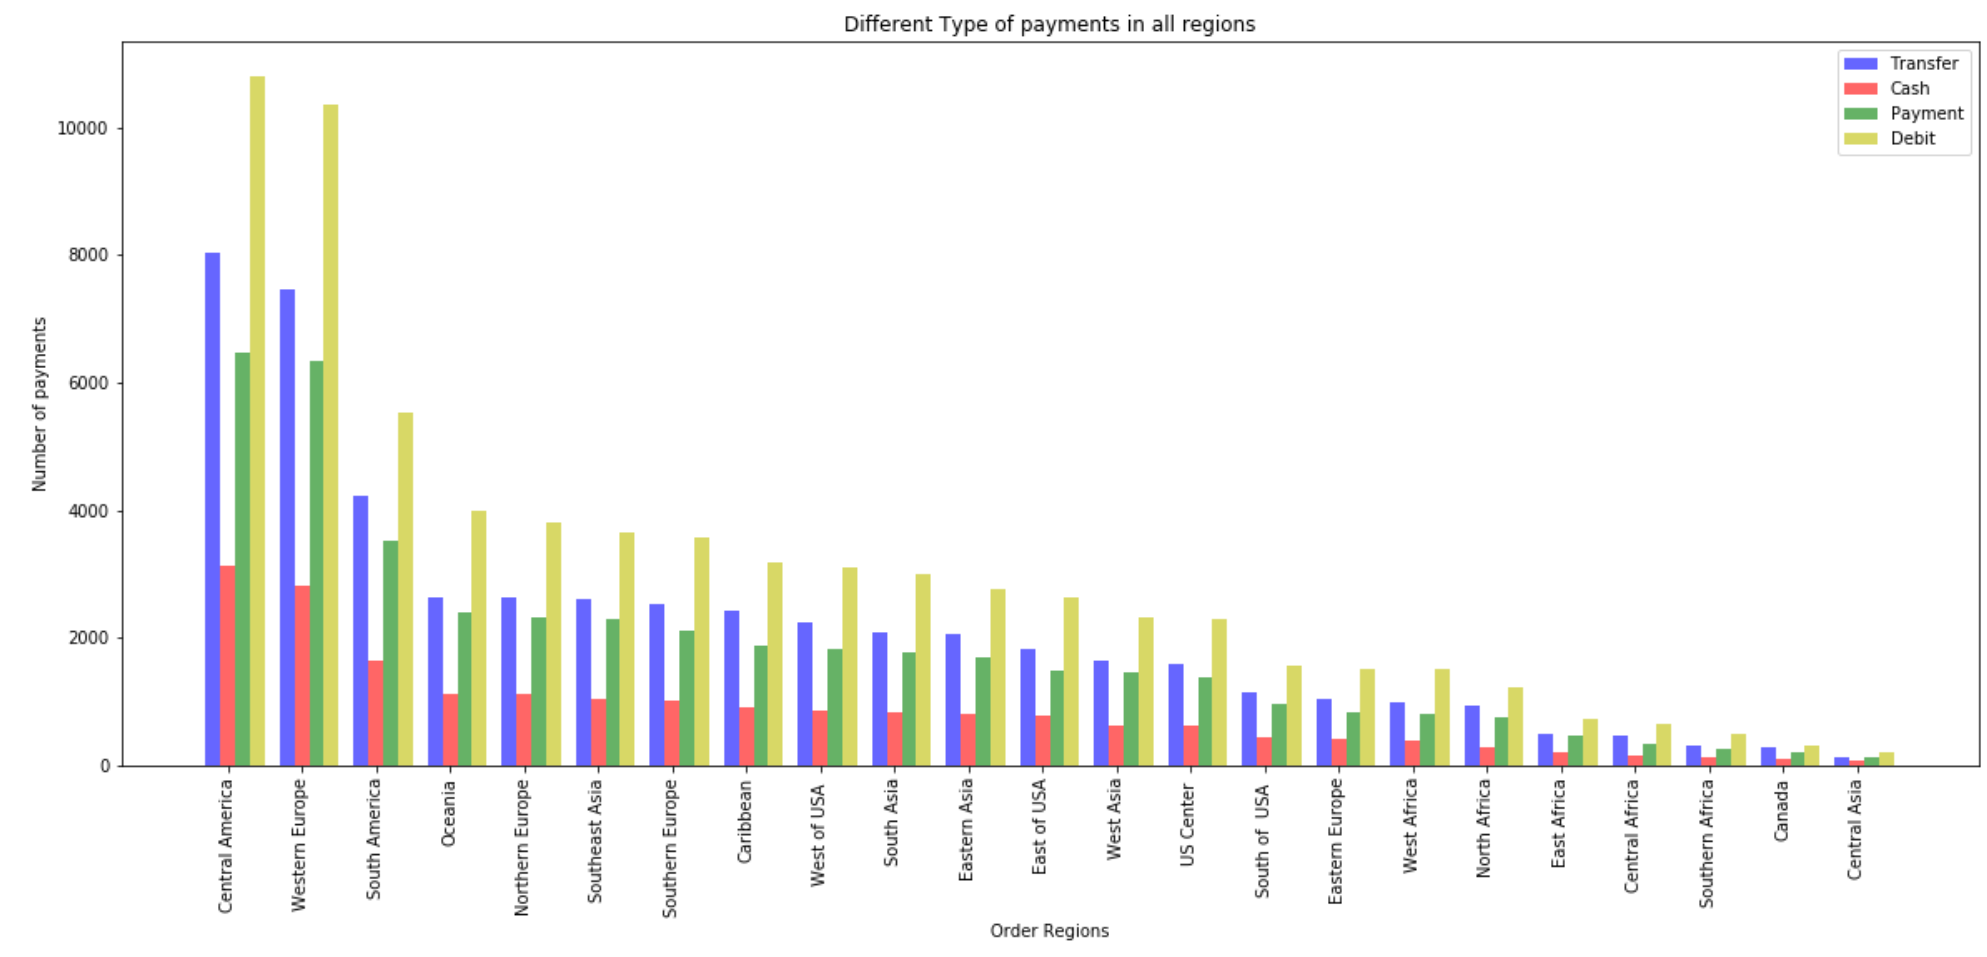 Different Type of payments in all regions
Transfer
Cash
Payment
Debit
Number of payments
10000
8000
6000
4000
2000
0
Central America
Western Europe
South America
Oceania
Northern Europe
Southeast Asia
Southern Europe
Caribbean
West of USA
South Asia
Eastern Asia
East of USA
West Asia
US Center
South of  USA
Eastern Europe
West Africa
North Africa
East Africa
Central Africa
Southern Africa
Canada
Central Asia
Order Regions